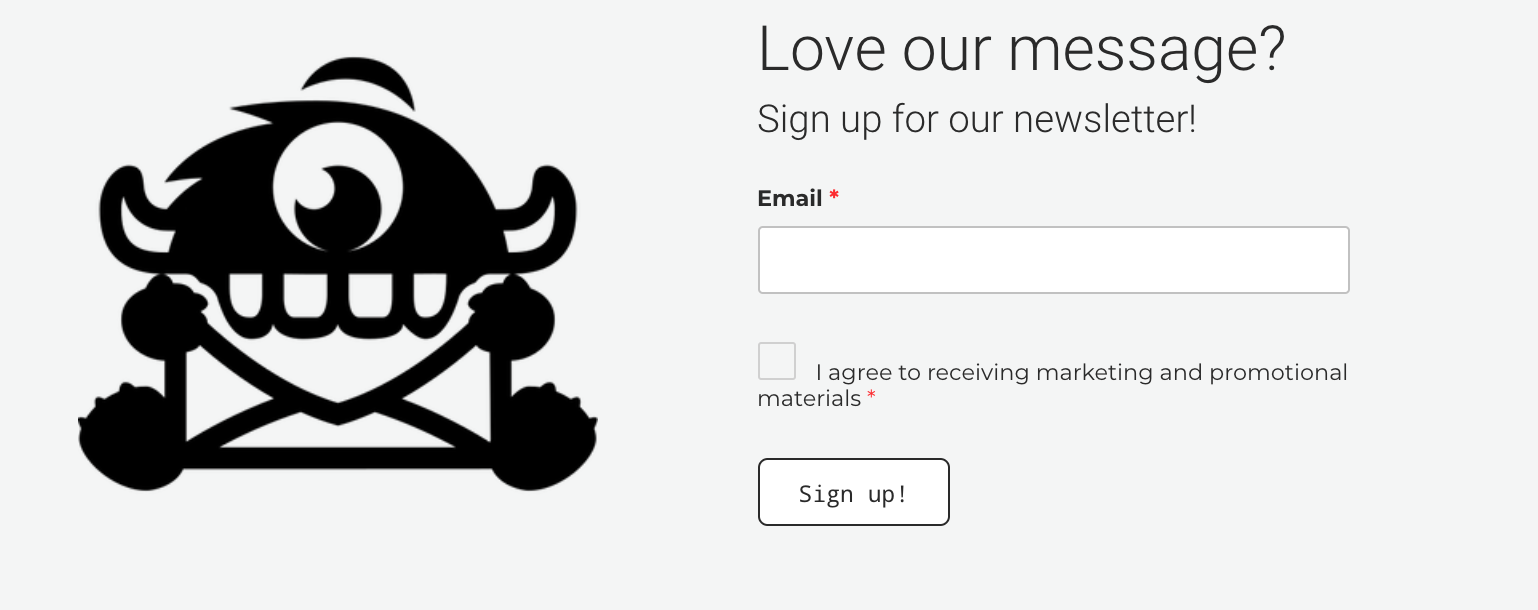 Love our message?
Sign up for our newsletter!
Email *
I agree to receiving marketing and promotional
materials *
Sign up!